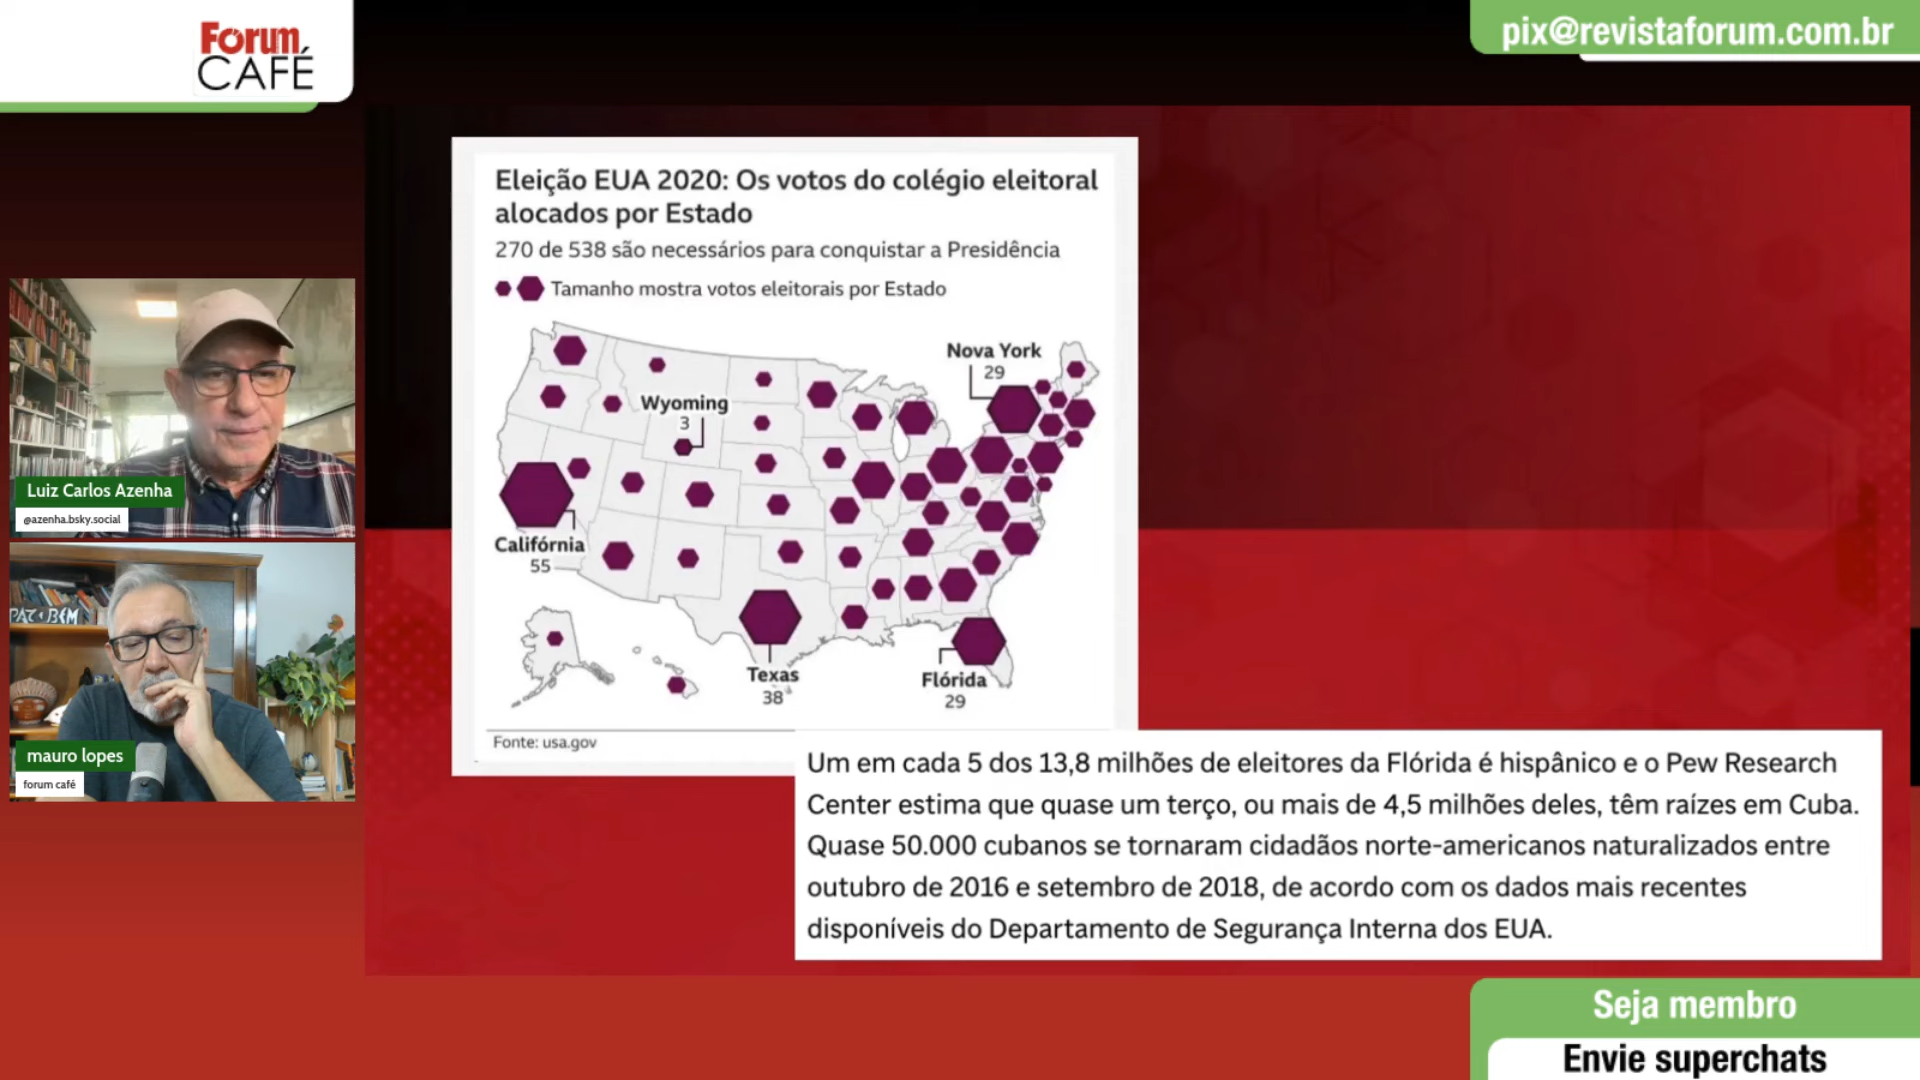 Forum
CAFÉ
pix@revistaforum.com.br
Eleição EUA 2020: Os votos do colégio eleitoral
alocados por Estado
270 de 538 são necessários para conquistar a Presidência
Tamanho mostra votos eleitorais por Estado
Nova York
29
Wyoming
3
Califórnia
55
Texas
38
Flórida
29
Fonte: usa.gov
Luiz Carlos Azenha
@azenha.bsky.social
PAZ E BEM
mauro lopes
forum café
Um em cada 5 dos 13,8 milhões de eleitores da Flórida é hispânico e o Pew Research
Center estima que quase um terço, ou mais de 4,5 milhões deles, têm raízes em Cuba.
Quase 50.000 cubanos se tornaram cidadãos norte-americanos naturalizados entre
outubro de 2016 e setembro de 2018, de acordo com os dados mais recentes
disponíveis do Departamento de Segurança Interna dos EUA.
Seja membro
Envie superchats